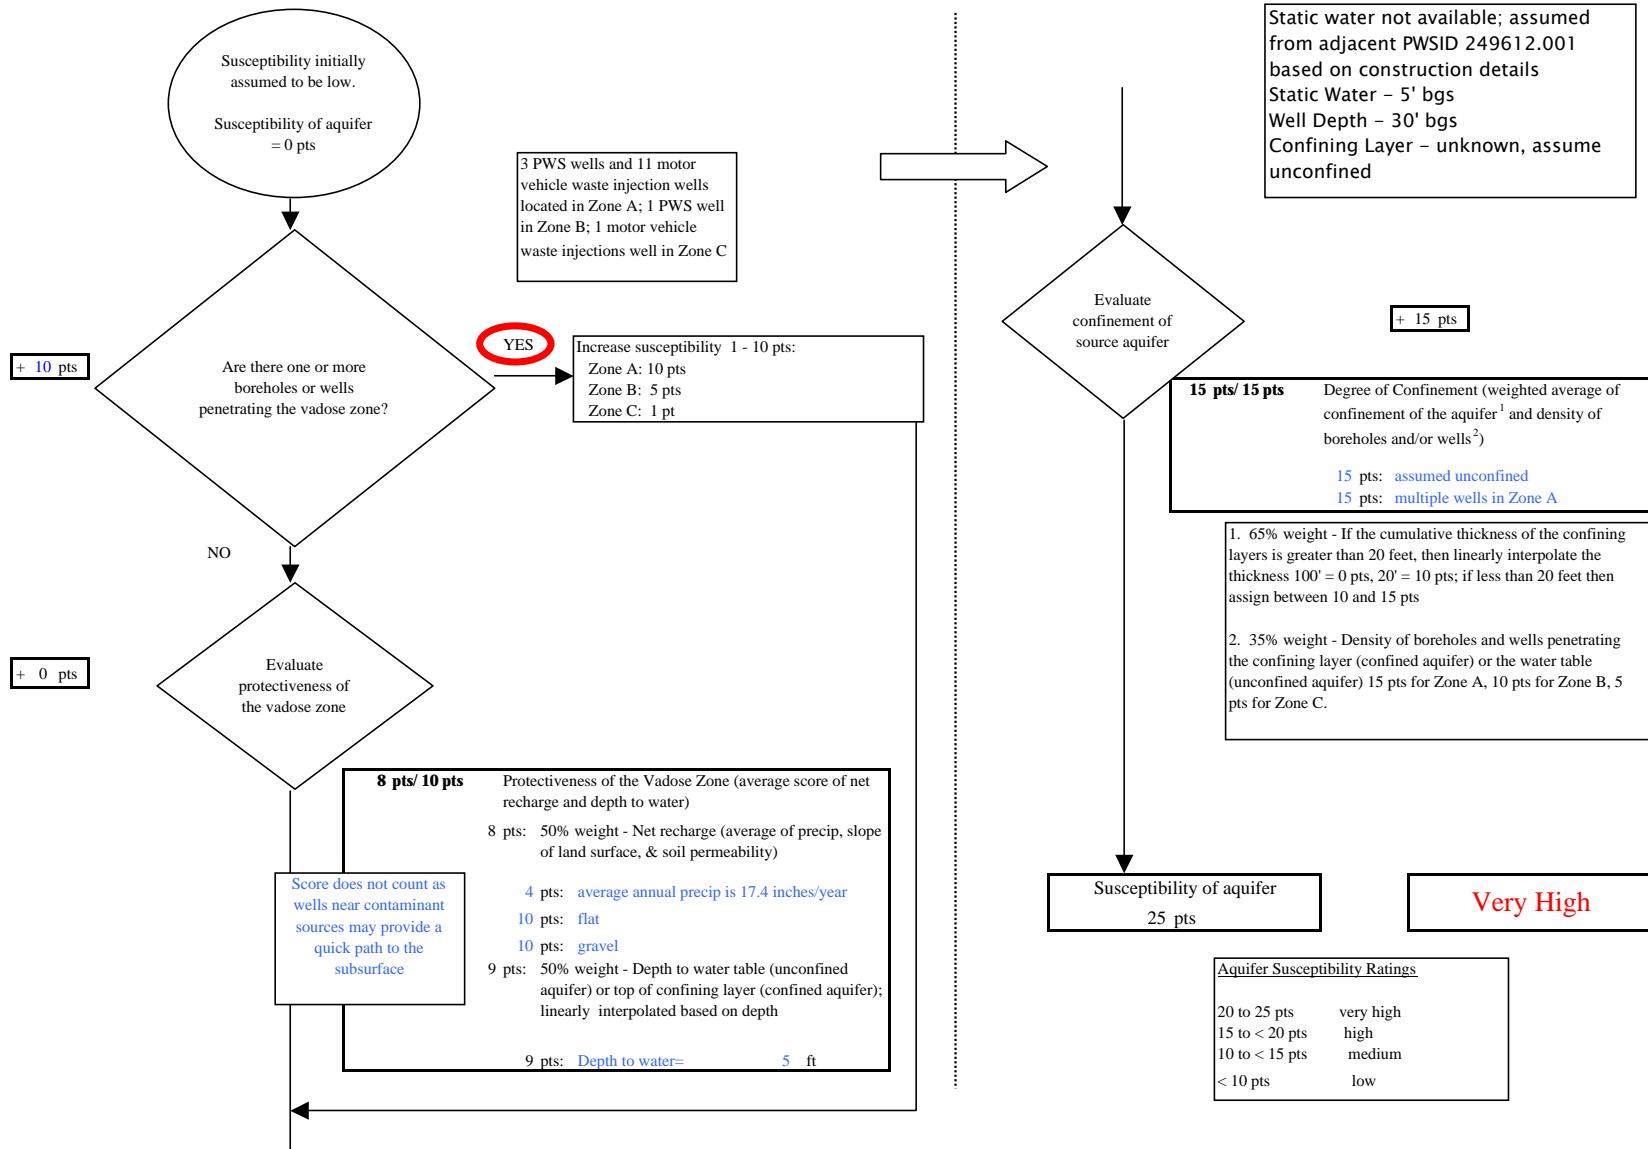 Susceptibility initially
assumed to be low.
Susceptibility of aquifer
= 0 pts
3 PWS wells and 11 motor
vehicle waste injection wells
located in Zone A; 1 PWS well
in Zone B; 1 motor vehicle
waste injections well in Zone C
+ 10 pts
Are there one or more
boreholes or wells
penetrating the vadose zone?
YES
Increase susceptibility 1 - 10 pts:
Zone A: 10 pts
Zone B: 5 pts
Zone C: 1 pt
NO
+ 0 pts
Evaluate
protectiveness of
the vadose zone
8 pts/ 10 pts Protectiveness of the Vadose Zone (average score of net
recharge and depth to water)
8 pts: 50% weight - Net recharge (average of precip, slope
of land surface, & soil permeability)
4 pts: average annual precip is 17.4 inches/year
10 pts: flat
10 pts: gravel
9 pts: 50% weight - Depth to water table (unconfined
aquifer) or top of confining layer (confined aquifer);
linearly interpolated based on depth
9 pts: Depth to water= 5 ft
Score does not count as
wells near contaminant
sources may provide a
quick path to the
subsurface
Static water not available; assumed
from adjacent PWSID 249612.001
based on construction details
Static Water – 5' bgs
Well Depth – 30' bgs
Confining Layer – unknown, assume
unconfined
Evaluate
confinement of
source aquifer
+ 15 pts
15 pts/ 15 pts Degree of Confinement (weighted average of
confinement of the aquifer 1 and density of
boreholes and/or wells 2)
15 pts: assumed unconfined
15 pts: multiple wells in Zone A
1. 65% weight - If the cumulative thickness of the confining
layers is greater than 20 feet, then linearly interpolate the
thickness 100' = 0 pts, 20' = 10 pts; if less than 20 feet then
assign between 10 and 15 pts
2. 35% weight - Density of boreholes and wells penetrating
the confining layer (confined aquifer) or the water table
(unconfined aquifer) 15 pts for Zone A, 10 pts for Zone B, 5
pts for Zone C.
Susceptibility of aquifer
25 pts
Very High
Aquifer Susceptibility Ratings
20 to 25 pts very high
15 to < 20 pts high
10 to < 15 pts medium
< 10 pts low